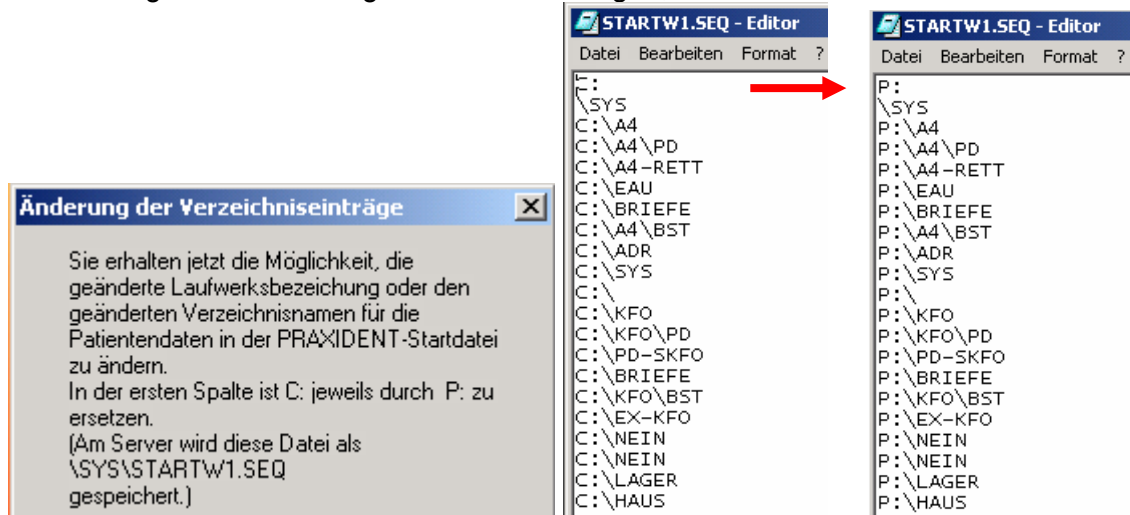 Änderung der Verzeichniseinträge
Sie erhalten jetzt die Möglichkeit, die
geänderte Laufwerksbezeichung oder den
geänderten Verzeichnisnamen für die
Patientendaten in der PRAXIDENT-Startdatei
zu ändern.
In der ersten Spalte ist C: jeweils durch P: zu
ersetzen.
(Am Server wird diese Datei als
\SYS\STARTW1.SEQ
gespeichert.)
STARTW1.SEQ - Editor
Datei Bearbeiten Format ?
C:
\SYS
C:\A4
C:\A4\PD
C:\A4-RETT
C:\EAU
C:\BRIEFE
C:\A4\BST
C:\ADR
C:\SYS
C:\
C:\KFO
C:\KFO\PD
C:\PD-SKFO
C:\BRIEFE
C:\KFO\BST
C:\EX-KFO
C:\NEIN
C:\NEIN
C:\LAGER
C:\HAUS
STARTW1.SEQ - Editor
Datei Bearbeiten Format ?
P:
\SYS
P:\A4
P:\A4\PD
P:\A4-RETT
P:\EAU
P:\BRIEFE
P:\A4\BST
P:\ADR
P:\SYS
P:\
P:\KFO
P:\KFO\PD
P:\PD-SKFO
P:\BRIEFE
P:\KFO\BST
P:\EX-KFO
P:\NEIN
P:\NEIN
P:\LAGER
P:\HAUS